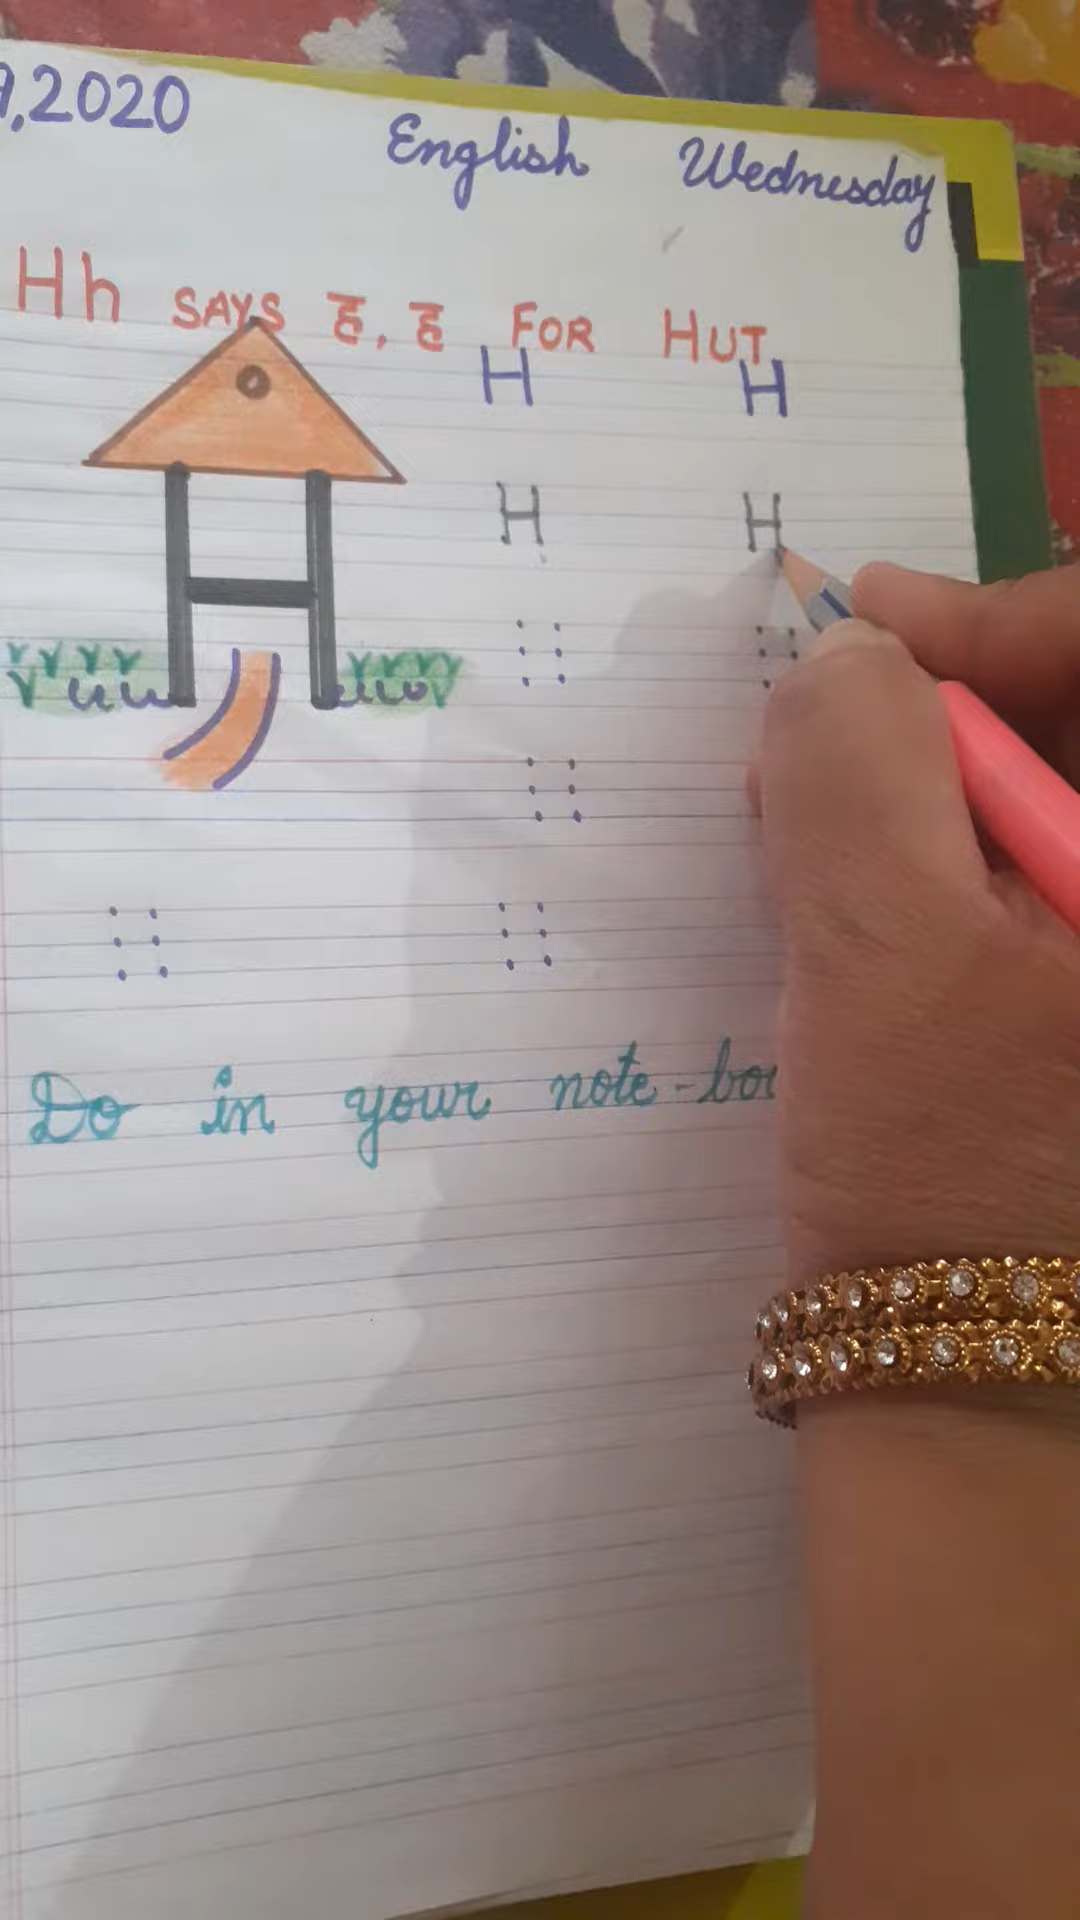 ,2020 English Wednesday
Hh SAYS ह, ह FOR HUT
H H
H H
Do in your note-